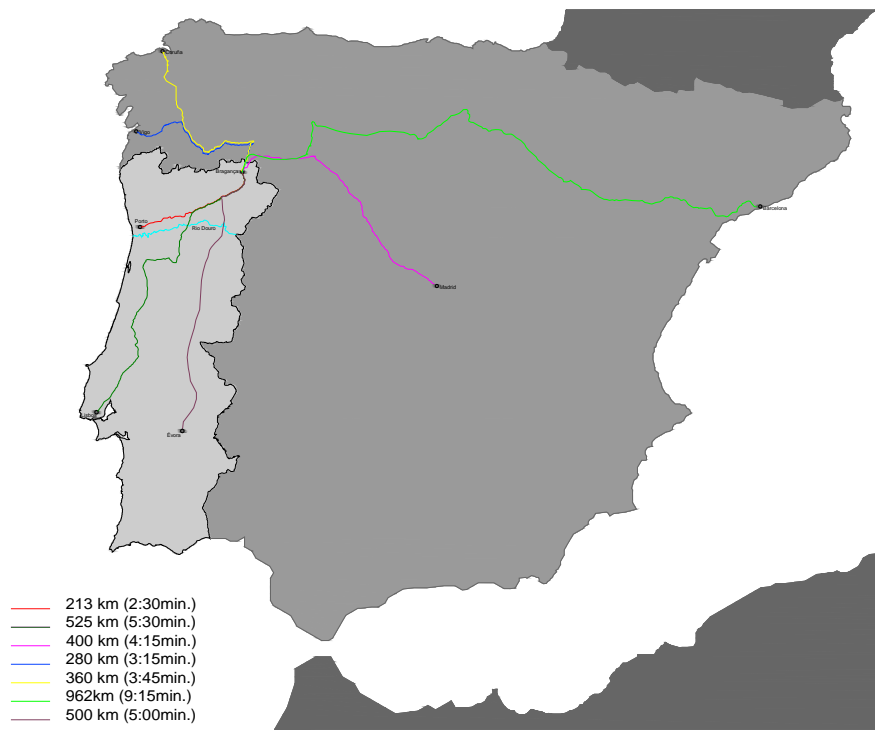 Coruña
Vigo
Bragança
Porto
Rio Douro
Barcelona
Madrid
Lisboa
Évora
213 km (2:30min.)
525 km (5:30min.)
400 km (4:15min.)
280 km (3:15min.)
360 km (3:45min.)
962km (9:15min.)
500 km (5:00min.)